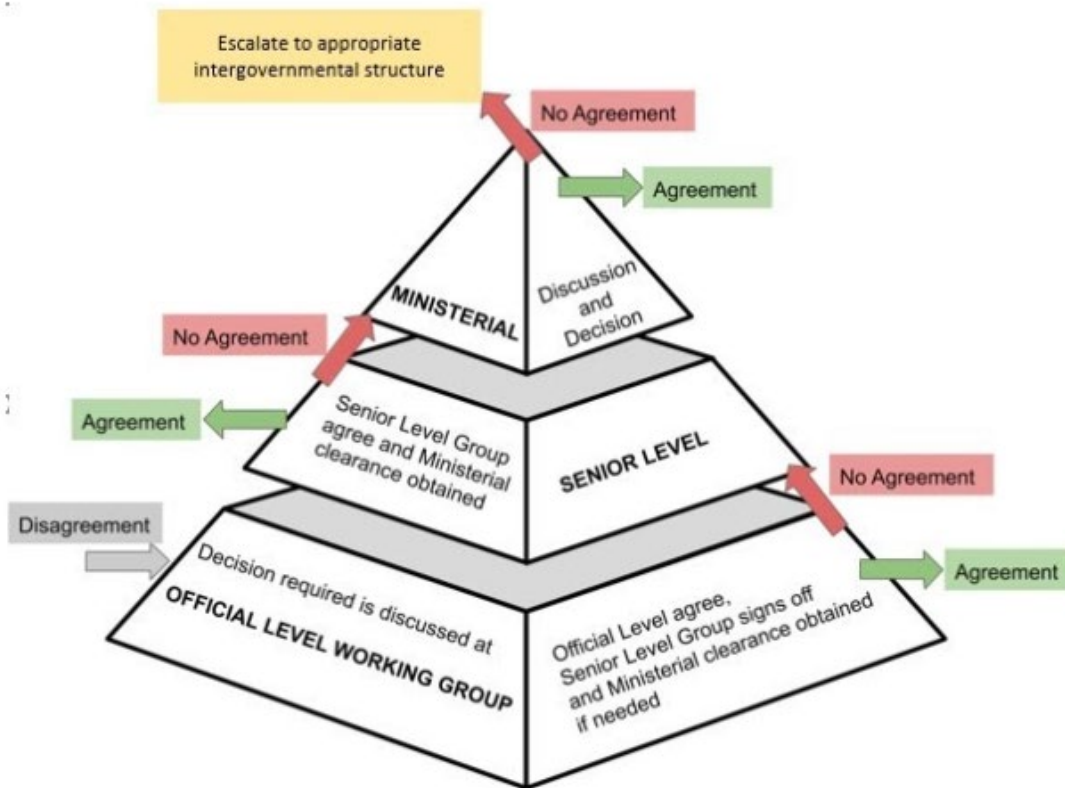 Escalate to appropriate
intergovernmental structure
No Agreement
Agreement
MINISTERIAL
Discussion
and
Decision
No Agreement
Agreement
Senior Level Group
agree and Ministerial
clearance obtained
SENIOR LEVEL
No Agreement
Disagreement
Decision required is discussed at
OFFICIAL LEVEL WORKING GROUP
Official Level agree,
Senior Level Group signs off
and Ministerial clearance obtained
if needed
Agreement